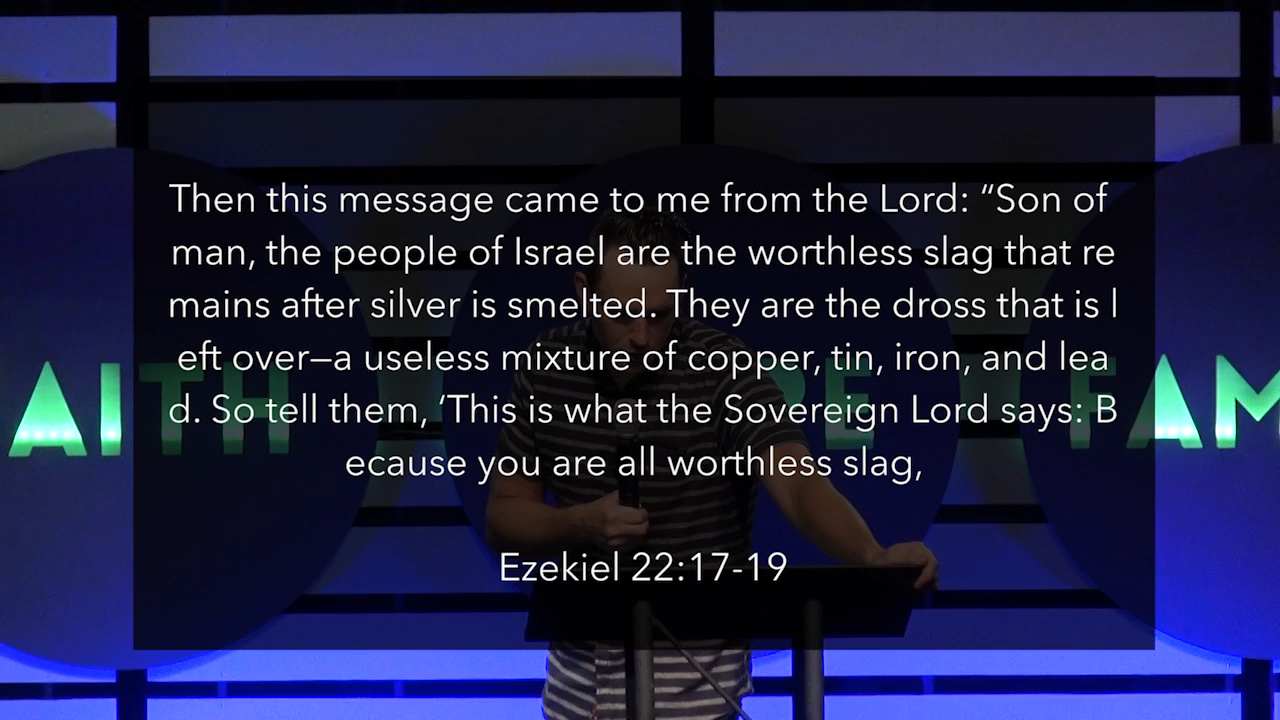 Then this message came to me from the Lord: “Son of
man, the people of Israel are the worthless slag that re
mains after silver is smelted. They are the dross that is l
eft over—a useless mixture of copper, tin, iron, and lea
d. So tell them, ‘This is what the Sovereign Lord says: B
ecause you are all worthless slag,
Ezekiel 22:17-19
AITH
FAM